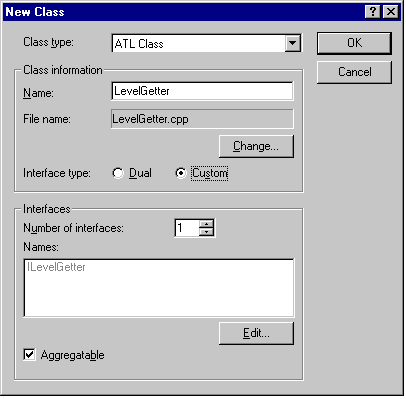 New Class
Class type: ATL Class OK
Cancel
Class information
Name: LevelGetter
File name: LevelGetter.cpp
Change...
Interface type: Dual Custom
Interfaces
Number of interfaces: 1
Names:
ILevelGetter
Edit...
Aggregatable